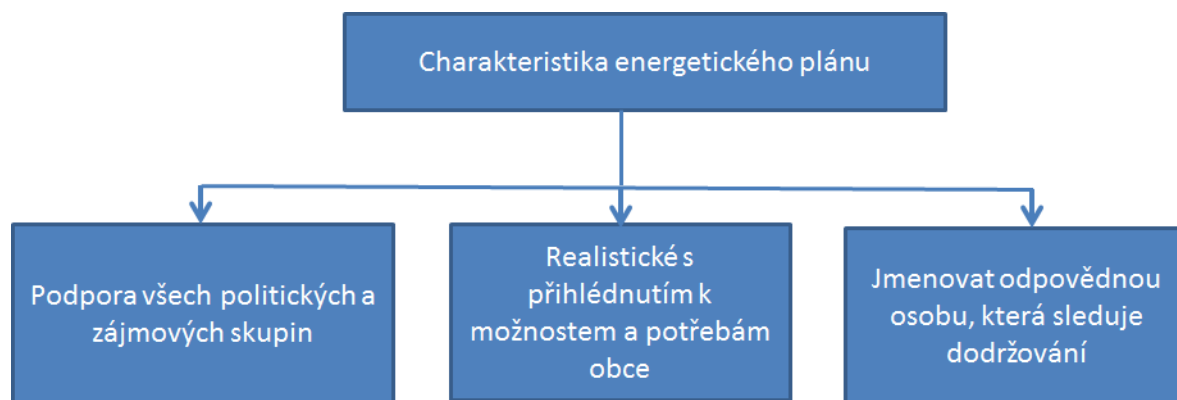 Charakteristika energetického plánu
Podpora všech politických a
zájmových skupin
Realistické s
přihlédnutím k
možnostem a potřebám
obce
Jmenovat odpovědnou
osobu, která sleduje
dodržování